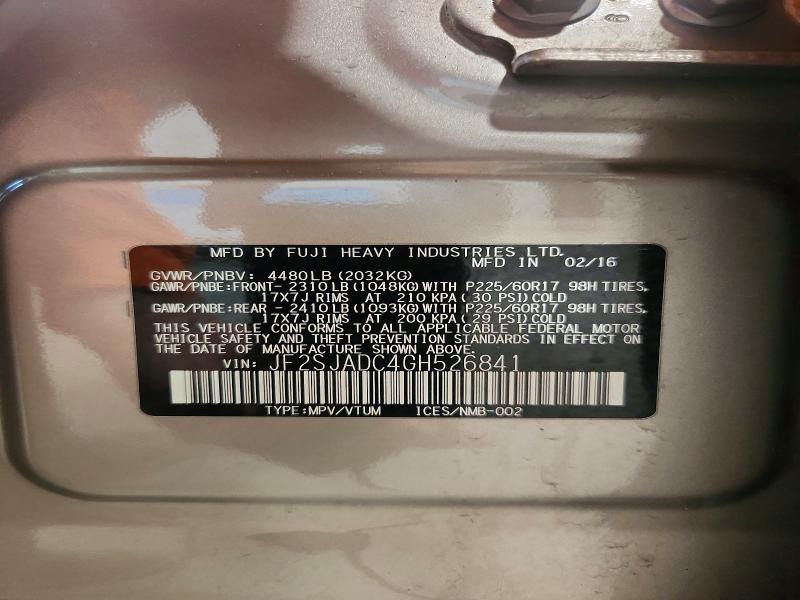 MFD BY FUJI HEAVY INDUSTRIES LTD.
MFD IN 02/16
GVWR/PNBV: 4480LB (2032KG)
GAWR/PNBE:FRONT- 2310 LB (1048KG) WITH P225/60R17 98H TIRES,
17X7J RIMS AT 210 KPA ( 30 PSI) COLD
GAWR/PNBE:REAR - 2410 LB (1093KG) WITH P225/60R17 98H TIRES,
17X7J RIMS AT 200 KPA ( 29 PSI) COLD
THIS VEHICLE CONFORMS TO ALL APPLICABLE FEDERAL MOTOR
VEHICLE SAFETY AND THEFT PREVENTION STANDARDS IN EFFECT ON
THE DATE OF MANUFACTURE SHOWN ABOVE.
VIN: JF2SJADC4GH526841
TYPE:MPV/VTUM ICES/NMB-002